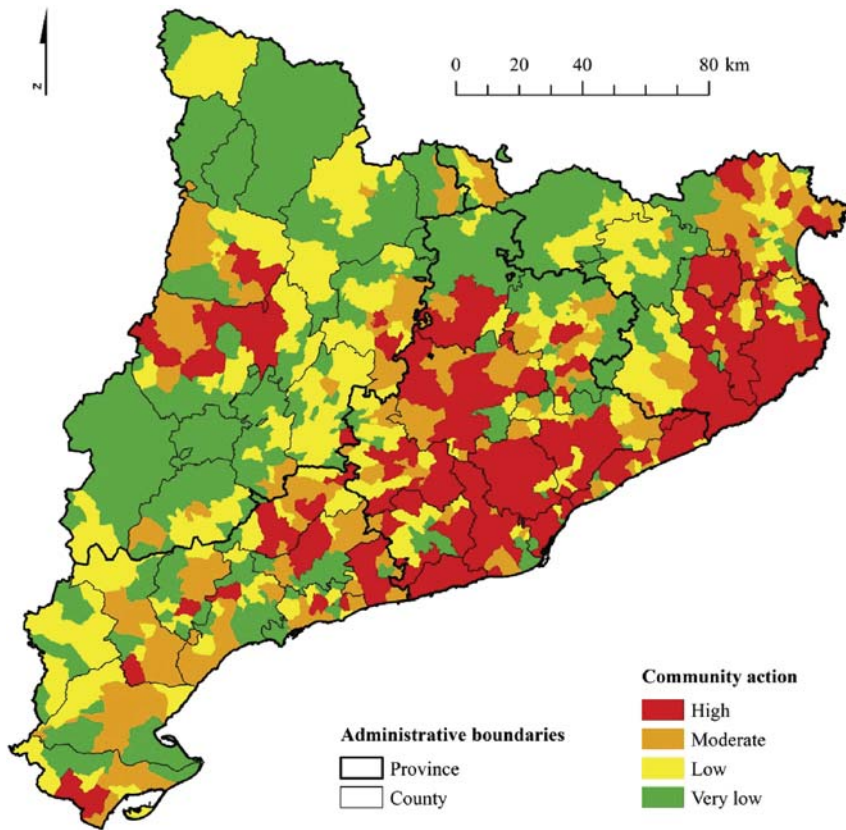 z
0 20 40 80 km
Community action
High
Moderate
Low
Very low
Administrative boundaries
Province
County